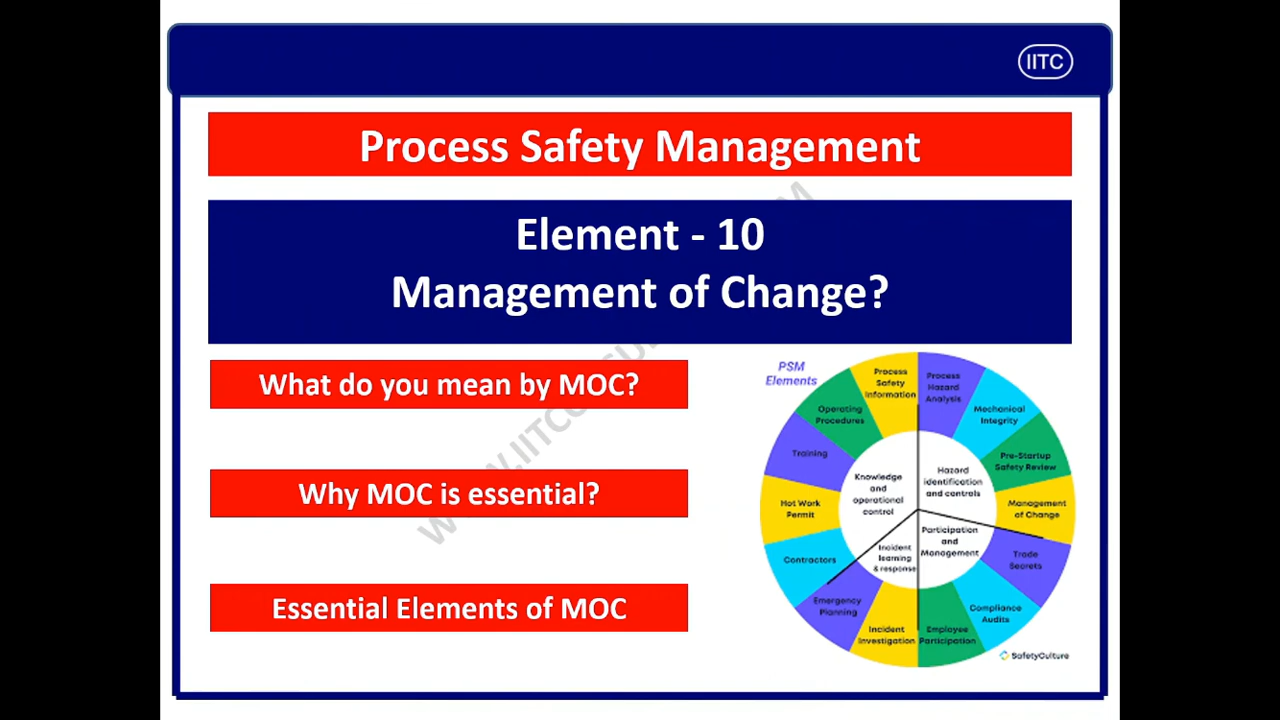 IITC
Process Safety Management
Element - 10
Management of Change?
What do you mean by MOC?
Why MOC is essential?
Essential Elements of MOC
PSM
Elements
Process
Safety
Information
Process
Hazard
Analysis
Mechanical
Integrity
Pre-Startup
Safety Review
Management
of Change
Trade
Secrets
Compliance
Audits
Employee
Participation
Incident
Investigation
Emergency
Planning
Contractors
Hot Work
Permit
Training
Operating
Procedures
Knowledge
and
operational
control
Hazard
identification
and controls
Participation
and
Management
Incident
learning
& response
SafetyCulture